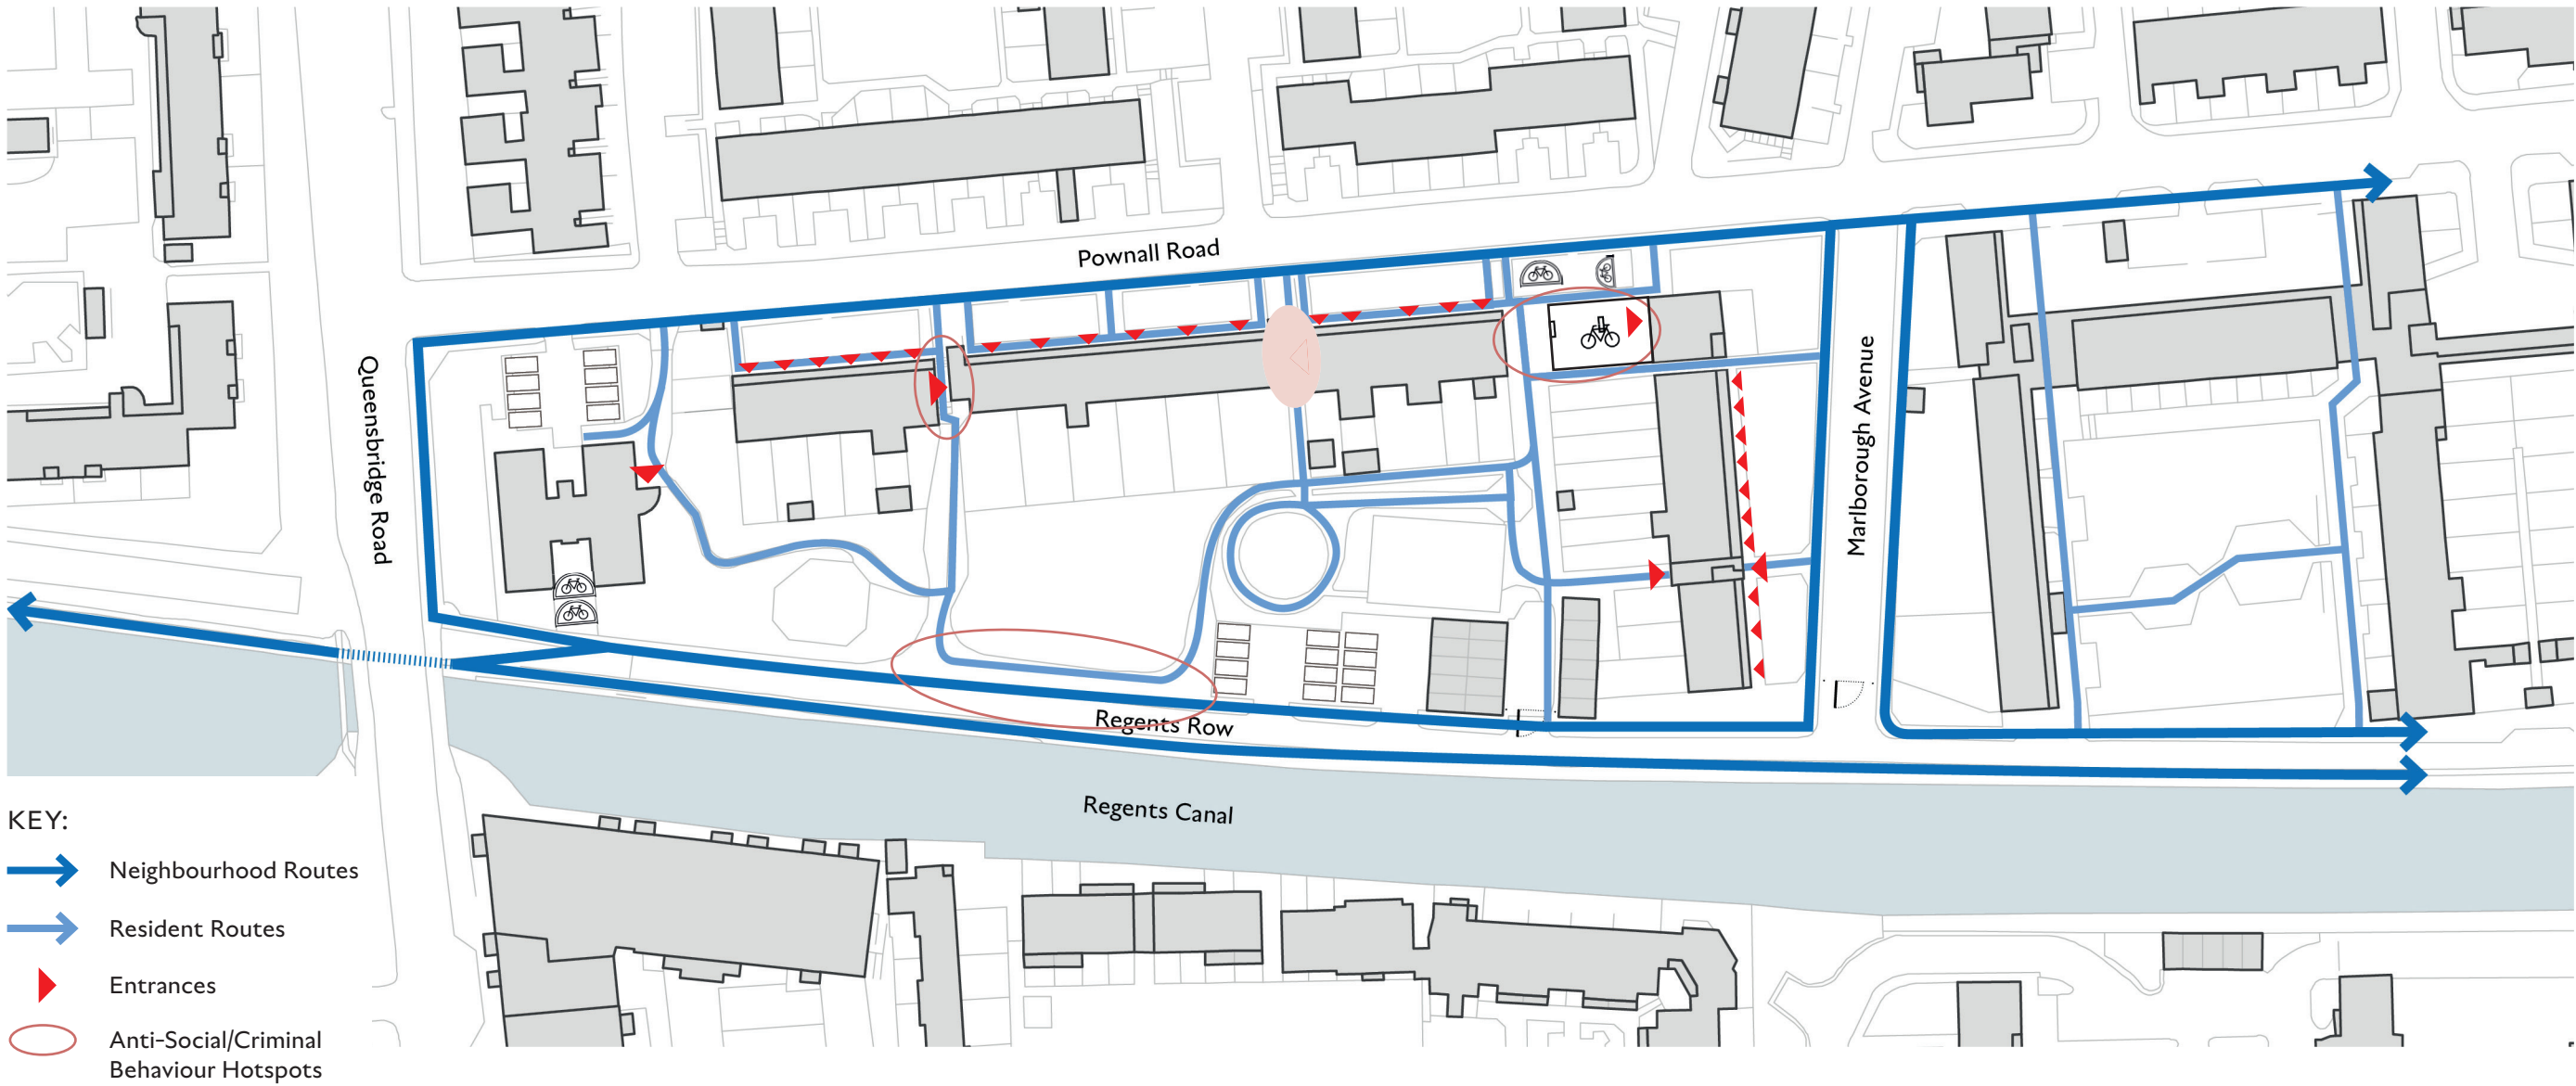 Pownall Road
Queensbridge Road
Marlborough Avenue
Regents Row
Regents Canal
KEY:
Neighbourhood Routes
Resident Routes
Entrances
Anti-Social/Criminal
Behaviour Hotspots